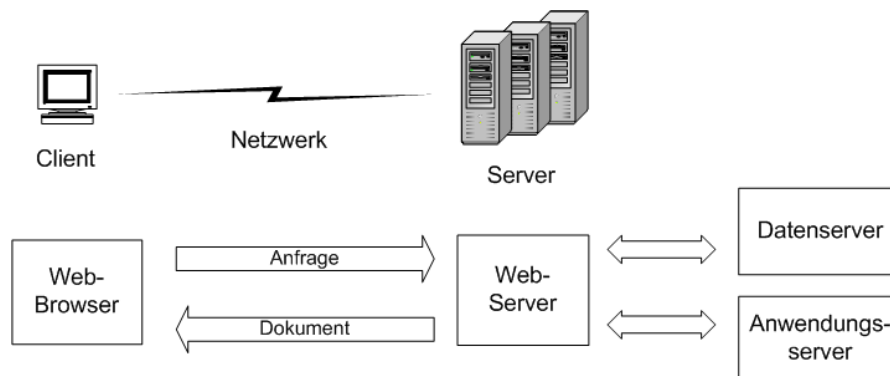 Client
Netzwerk
Server
Web-
Browser
Anfrage
Dokument
Web-
Server
Datenserver
Anwendungs-
server